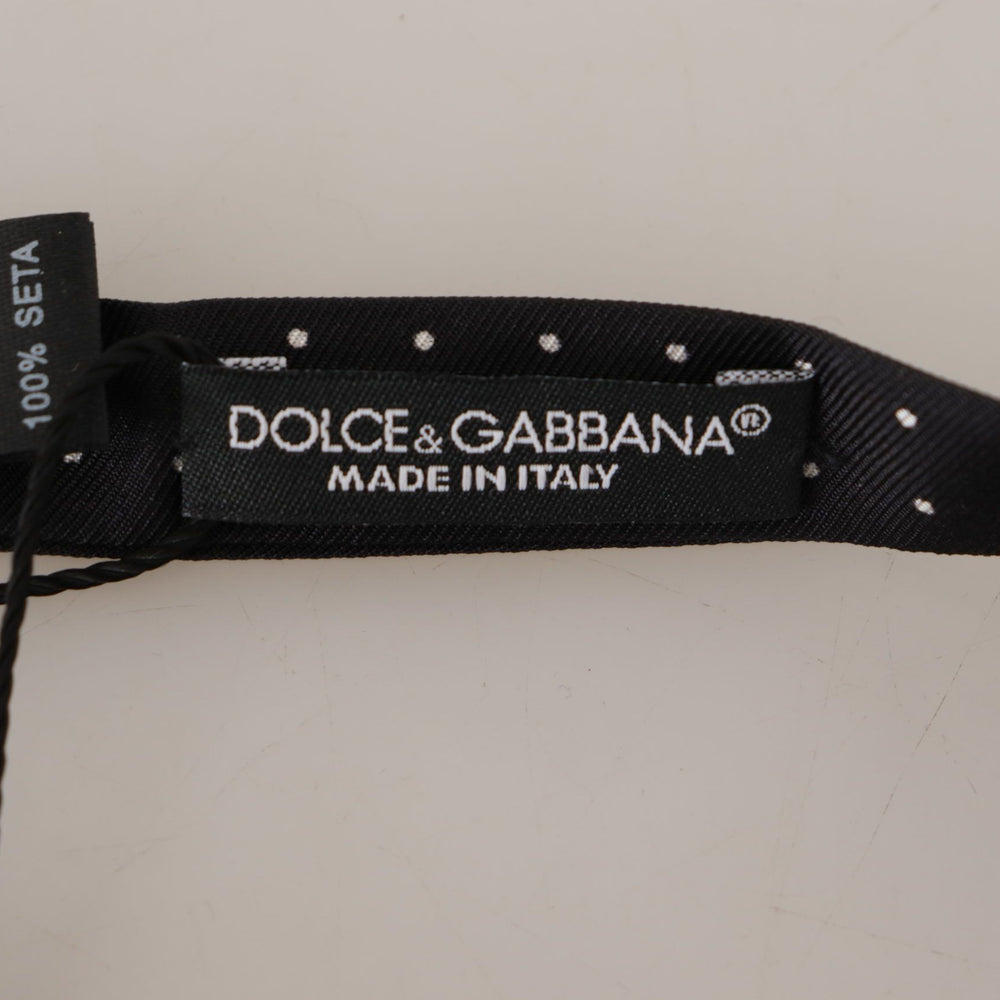 100% SETA
DOLCE & GABBANA®
MADE IN ITALY